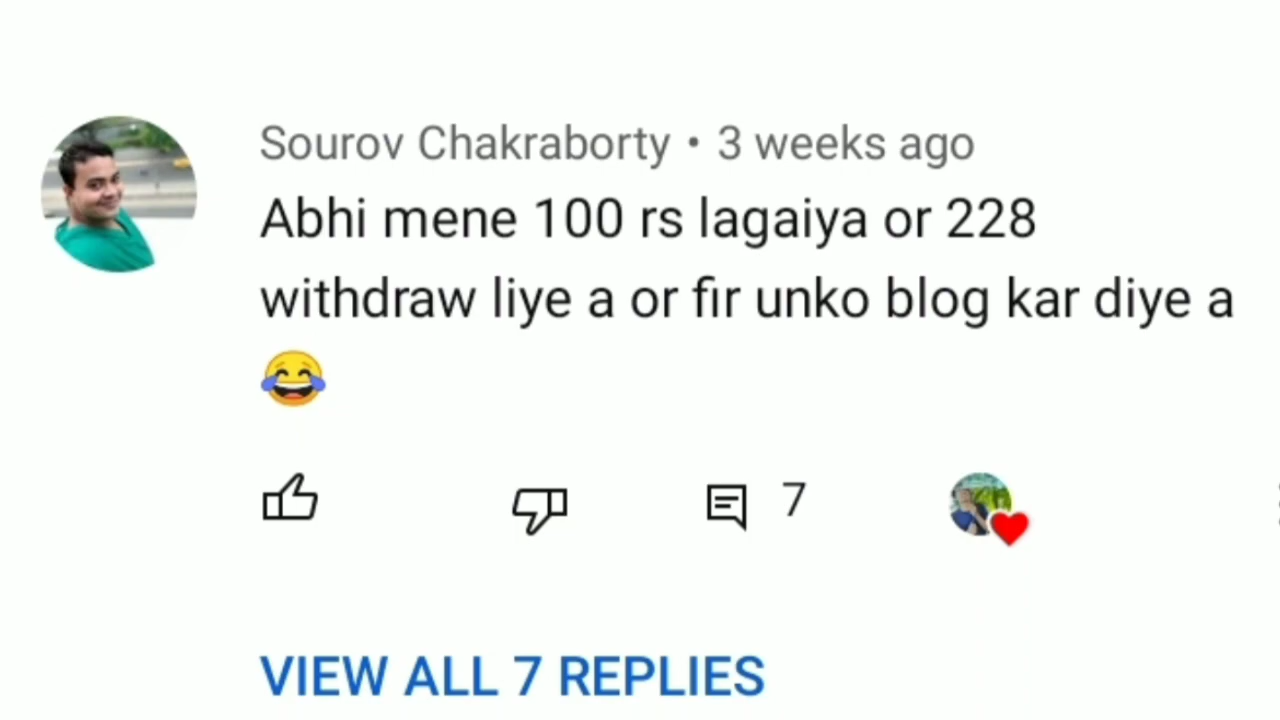 Sourov Chakraborty • 3 weeks ago
Abhi mene 100 rs lagaiya or 228
withdraw liye a or fir unko blog kar diye a
😂
7
VIEW ALL 7 REPLIES